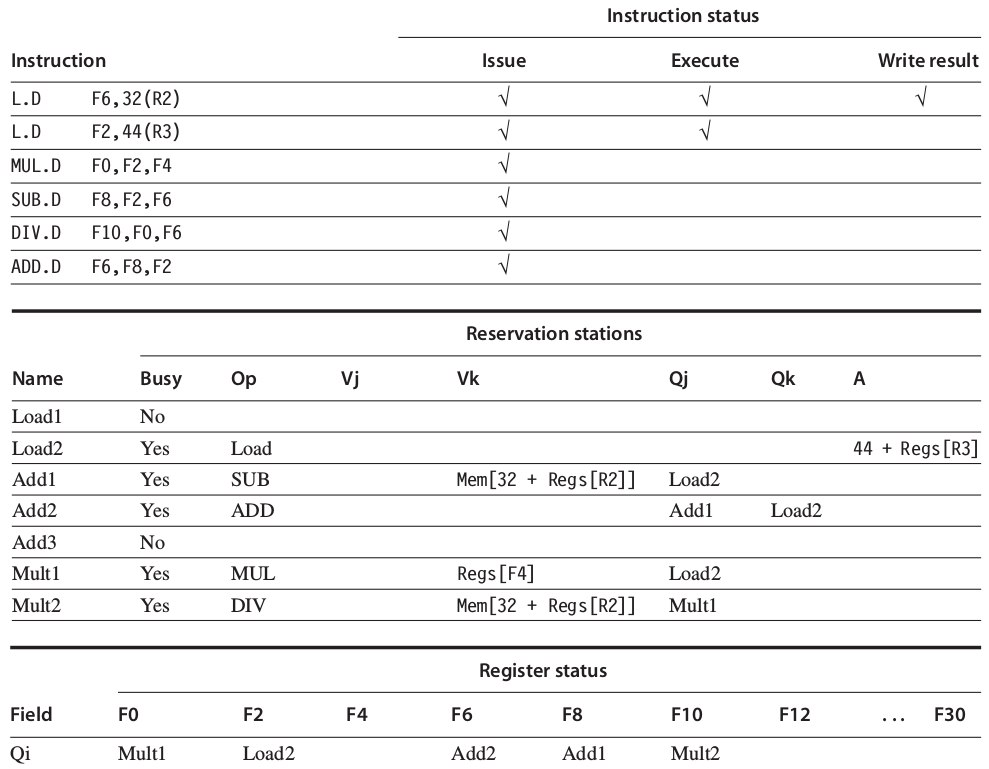 Instruction status
Instruction Issue Execute Write result
L.D F6,32(R2) √ √ √
L.D F2,44(R3) √ √
MUL.D F0,F2,F4 √
SUB.D F8,F2,F6 √
DIV.D F10,F0,F6 √
ADD.D F6,F8,F2 √
Reservation stations
Name Busy Op Vj Vk Qj Qk A
Load1 No
Load2 Yes Load 44 + Regs[R3]
Add1 Yes SUB Mem[32 + Regs[R2]] Load2
Add2 Yes ADD Add1 Load2
Add3 No
Mult1 Yes MUL Regs[F4] Load2
Mult2 Yes DIV Mem[32 + Regs[R2]] Mult1
Register status
Field F0 F2 F4 F6 F8 F10 F12 ... F30
Qi Mult1 Load2 Add2 Add1 Mult2